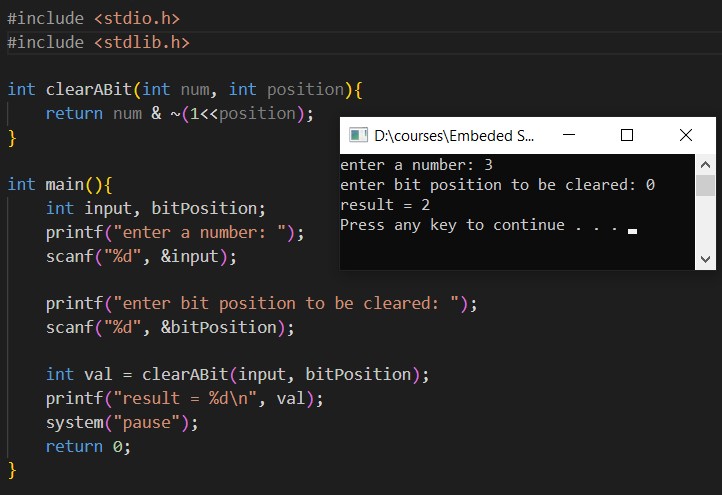 #include <stdio.h>
#include <stdlib.h>
int clearABit(int num, int position){
return num & ~(1<<position);
}
int main(){
int input, bitPosition;
printf("enter a number: ");
scanf("%d", &input);
printf("enter bit position to be cleared: ");
scanf("%d", &bitPosition);
int val = clearABit(input, bitPosition);
printf("result = %d\n", val);
system("pause");
return 0;
}
D:\courses\Embeded S...
enter a number: 3
enter bit position to be cleared: 0
result = 2
Press any key to continue . . .